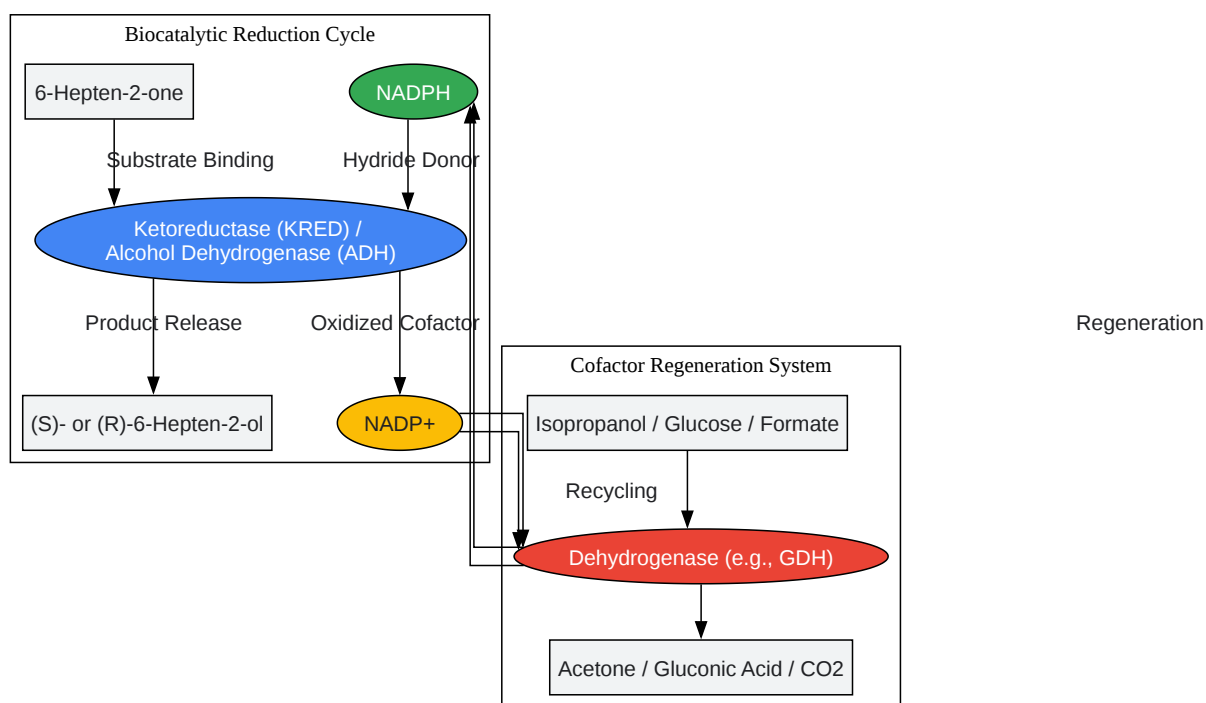 Biocatalytic Reduction Cycle
6-Hepten-2-one
NADPH
Substrate Binding
Hydride Donor
Ketoreductase (KRED) /
Alcohol Dehydrogenase (ADH)
Product Release
Oxidized Cofactor
Regeneration
Cofactor Regeneration System
(S)- or (R)-6-Hepten-2-ol
NADP+
Isopropanol / Glucose / Formate
Recycling
Dehydrogenase (e.g., GDH)
Acetone / Gluconic Acid / CO2